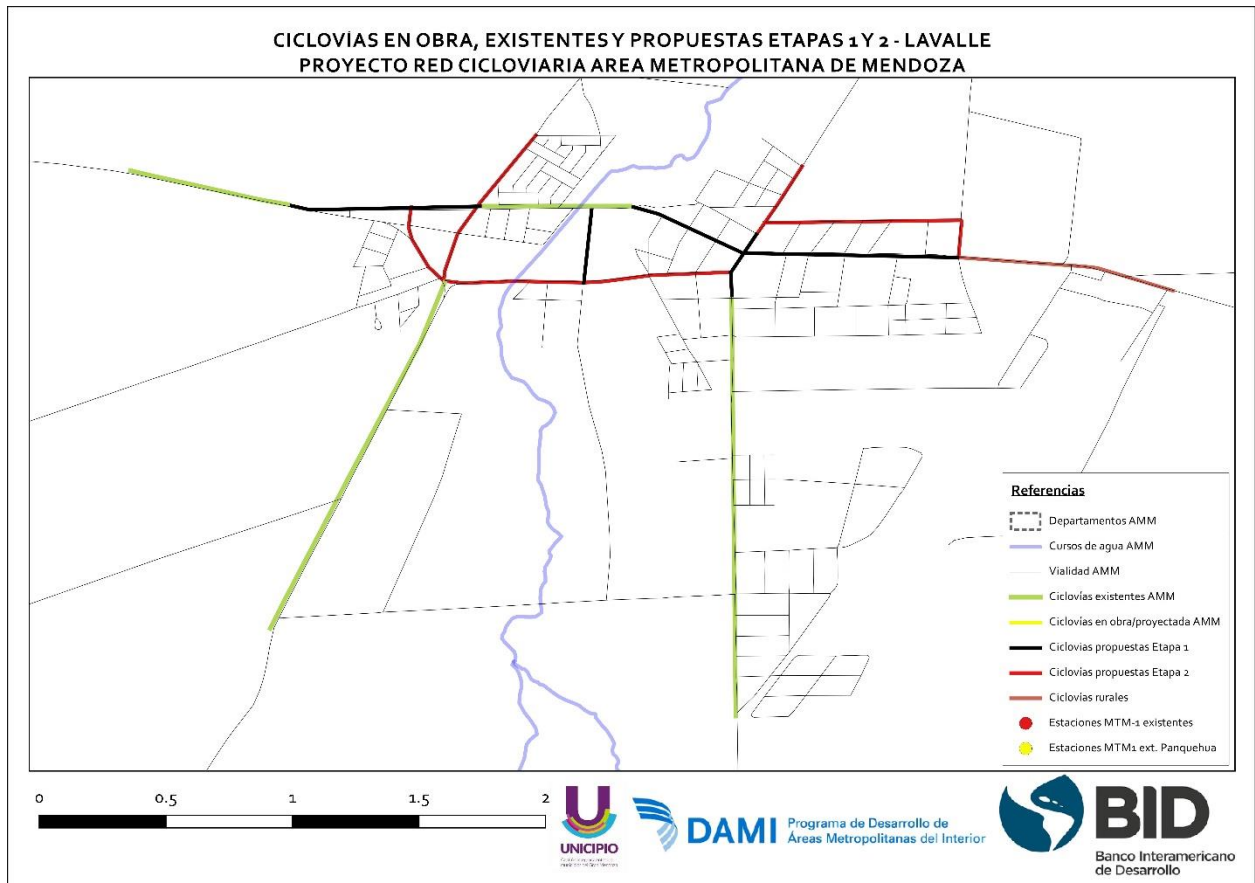 CICLOVÍAS EN OBRA, EXISTENTES Y PROPUESTAS ETAPAS 1 Y 2 - LAVALLE
PROYECTO RED CICLOVIARIA AREA METROPOLITANA DE MENDOZA
Referencias
Departamentos AMM
Cursos de agua AMM
Vialidad AMM
Ciclovías existentes AMM
Ciclovías en obra/proyectada AMM
Ciclovias propuestas Etapa 1
Ciclovías propuestas Etapa 2
Ciclovías rurales
Estaciones MTM-1 existentes
Estaciones MTM1 ext. Panquehua
0 0.5 1 1.5 2
UNICIPIO
DAMI Programa de Desarrollo de
Áreas Metropolitanas del Interior
BID
Banco Interamericano
de Desarrollo